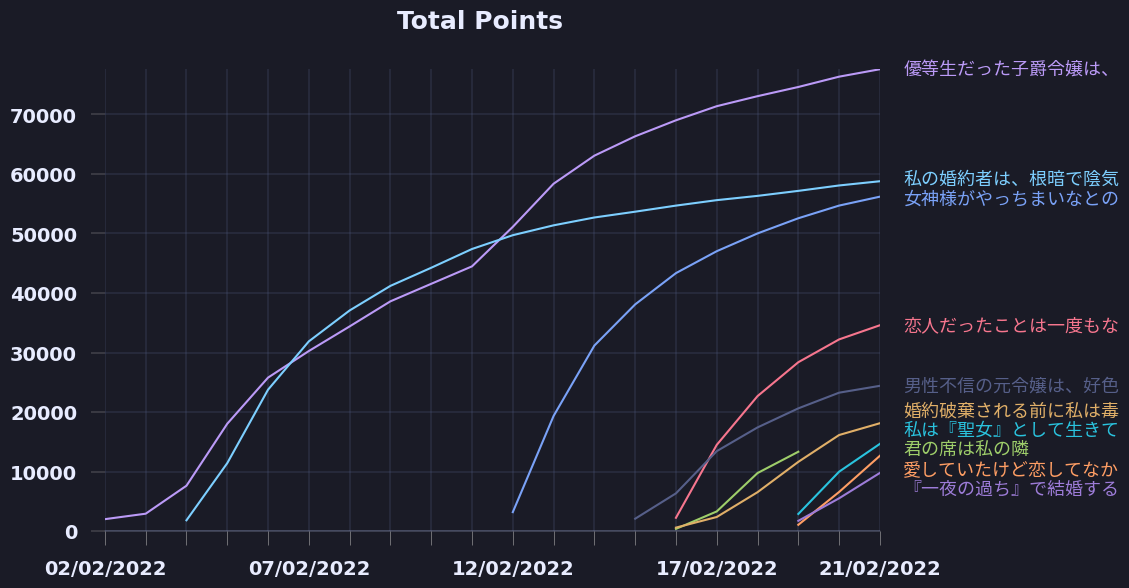 Total Points
優等生だった子爵令嬢は、
70000
60000
私の婚約者は、根暗で陰気
女神様がやっちまいなとの
50000
40000
恋人だったことは一度もな
30000
男性不信の元令嬢は、好色
20000
婚約破棄される前に私は毒
私は『聖女』として生きて
君の席は私の隣
10000
愛していたけど恋してなか
『一夜の過ち』で結婚する
0
02/02/2022
07/02/2022
12/02/2022
17/02/2022
21/02/2022